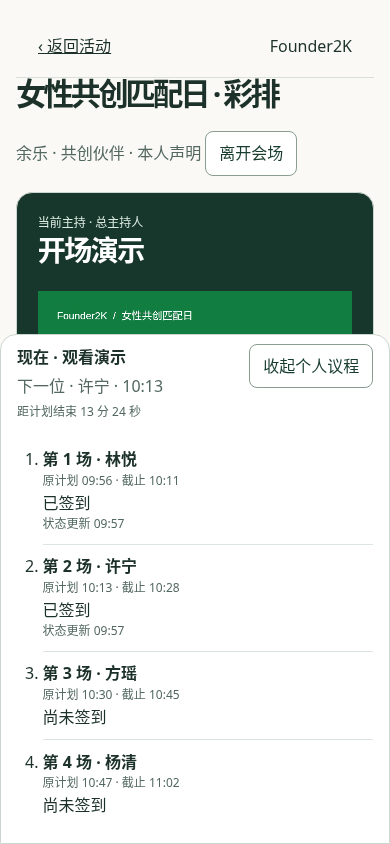 ‹ 返回活动
Founder2K
女性共创匹配日 · 彩排
余乐 · 共创伙伴 · 本人声明
离开会场
当前主持 · 总主持人
开场演示
Founder2K / 女性共创匹配日
现在 · 观看演示
收起个人议程
下一位 · 许宁 · 10:13
距计划结束 13 分 24 秒
1. 第 1 场 · 林悦
原计划 09:56 · 截止 10:11
已签到
状态更新 09:57
2. 第 2 场 · 许宁
原计划 10:13 · 截止 10:28
已签到
状态更新 09:57
3. 第 3 场 · 方瑶
原计划 10:30 · 截止 10:45
尚未签到
4. 第 4 场 · 杨清
原计划 10:47 · 截止 11:02
尚未签到